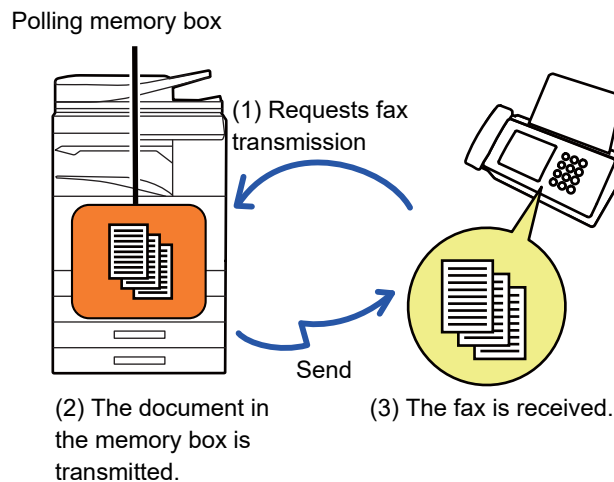 Polling memory box
(1) Requests fax
transmission
Send
(2) The document in
the memory box is
transmitted.
(3) The fax is received.